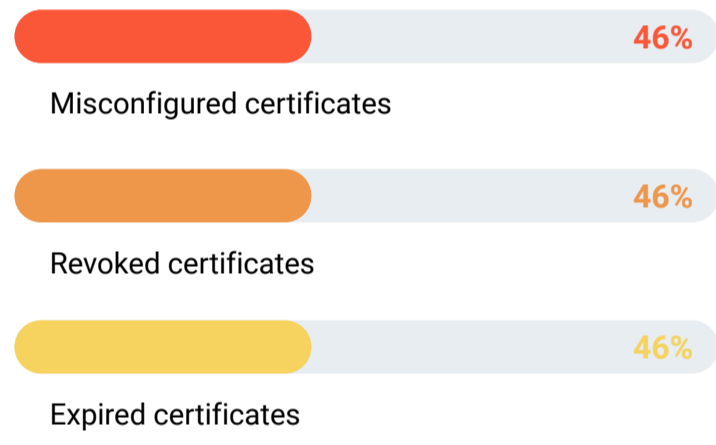 46%
Misconfigured certificates
46%
Revoked certificates
46%
Expired certificates